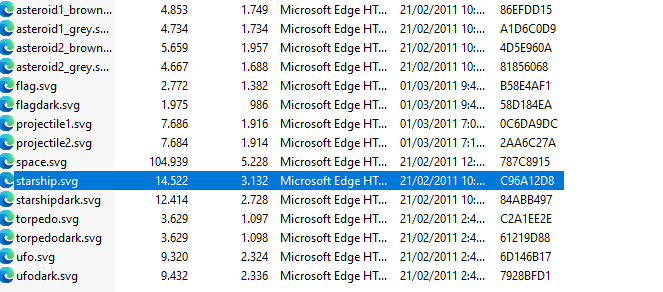 asteroid1_brown... 4.853 1.749 Microsoft Edge HT... 21/02/2011 10:... 86EFDD15
asteroid1_grey.s... 4.734 1.734 Microsoft Edge HT... 21/02/2011 10:... A1D6C0D9
asteroid2_brown... 5.659 1.957 Microsoft Edge HT... 21/02/2011 10:... 4D5E960A
asteroid2_grey.s... 4.667 1.688 Microsoft Edge HT... 21/02/2011 10:... 81856068
flag.svg 2.772 1.382 Microsoft Edge HT... 01/03/2011 9:4... B58E4AF1
flagdark.svg 1.975 986 Microsoft Edge HT... 01/03/2011 9:4... 58D184EA
projectile1.svg 7.686 1.916 Microsoft Edge HT... 01/03/2011 7:0... 0C6DA9DC
projectile2.svg 7.684 1.914 Microsoft Edge HT... 01/03/2011 7:1... 2AA6C27A
space.svg 104.939 5.228 Microsoft Edge HT... 21/02/2011 12:... 787C8915
starship.svg 14.522 3.132 Microsoft Edge HT... 21/02/2011 10:... C96A12D8
starshipdark.svg 12.414 2.728 Microsoft Edge HT... 21/02/2011 10:... 84ABB497
torpedo.svg 3.629 1.097 Microsoft Edge HT... 21/02/2011 2:4... C2A1EE2E
torpedodark.svg 3.629 1.098 Microsoft Edge HT... 21/02/2011 2:4... 61219D88
ufo.svg 9.320 2.324 Microsoft Edge HT... 21/02/2011 2:4... 6D146B17
ufodark.svg 9.432 2.336 Microsoft Edge HT... 21/02/2011 2:4... 7928BFD1